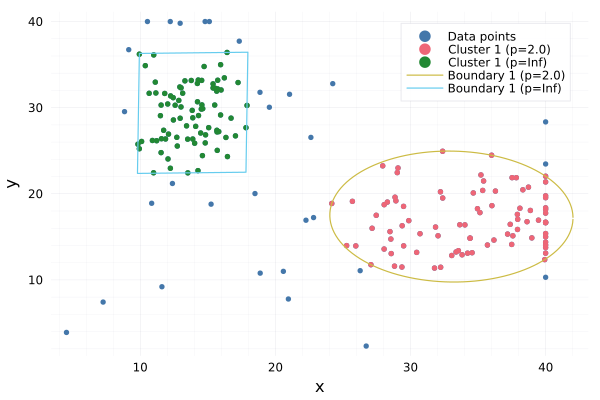 40
30
20
10
y
10
20
30
40
x
Data points
Cluster 1 (p=2.0)
Cluster 1 (p=Inf)
Boundary 1 (p=2.0)
Boundary 1 (p=Inf)